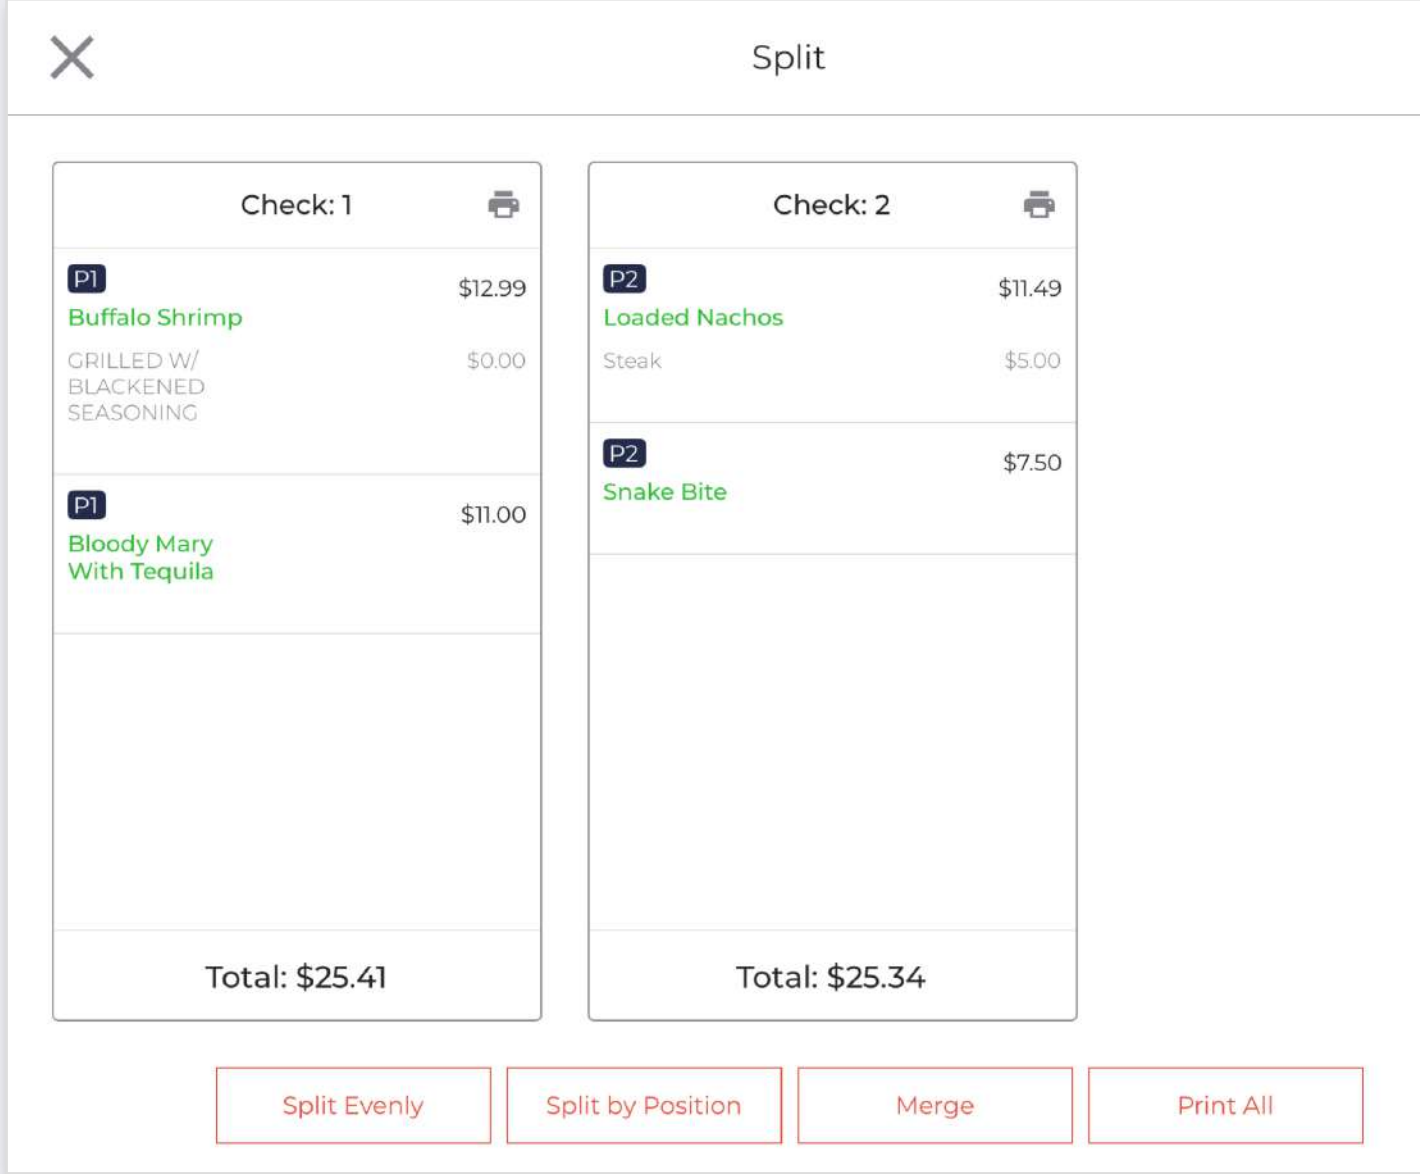 Split
Check: 1
P1
$12.99
Buffalo Shrimp
GRILLED W/
$0.00
BLACKENED
SEASONING
P1
$11.00
Bloody Mary
With Tequila
Total: $25.41
Check: 2
P2
$11.49
Loaded Nachos
Steak
$5.00
P2
$7.50
Snake Bite
Total: $25.34
Split Evenly
Split by Position
Merge
Print All